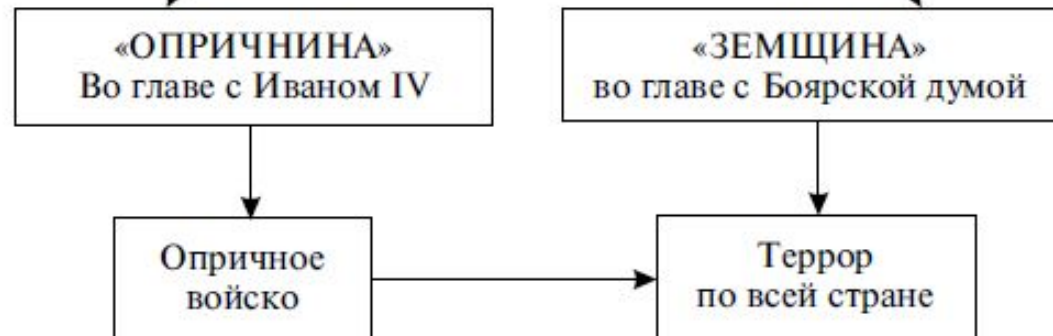 «ОПРИЧНИНА»
Во главе с Иваном IV
«ЗЕМЩИНА»
во главе с Боярской думой
Опричное
войско
Террор
по всей стране